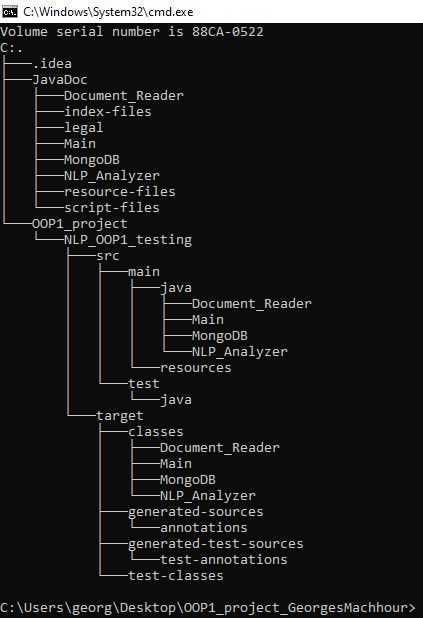 C:\Windows\System32\cmd.exe
Volume serial number is 88CA-0522
C:.
├───.idea
├───JavaDoc
│   ├───Document_Reader
│   ├───index-files
│   ├───legal
│   ├───Main
│   ├───MongoDB
│   ├───NLP_Analyzer
│   ├───resource-files
│   └───script-files
└───OOP1_project
    └───NLP_OOP1_testing
        ├───src
        │   ├───main
        │   │   ├───java
        │   │   │   ├───Document_Reader
        │   │   │   ├───Main
        │   │   │   ├───MongoDB
        │   │   │   └───NLP_Analyzer
        │   │   └───resources
        │   └───test
        │       └───java
        └───target
            ├───classes
            │   ├───Document_Reader
            │   ├───Main
            │   ├───MongoDB
            │   └───NLP_Analyzer
            ├───generated-sources
            │   └───annotations
            ├───generated-test-sources
            │   └───test-annotations
            └───test-classes
C:\Users\georg\Desktop\OOP1_project_GeorgesMachhour>